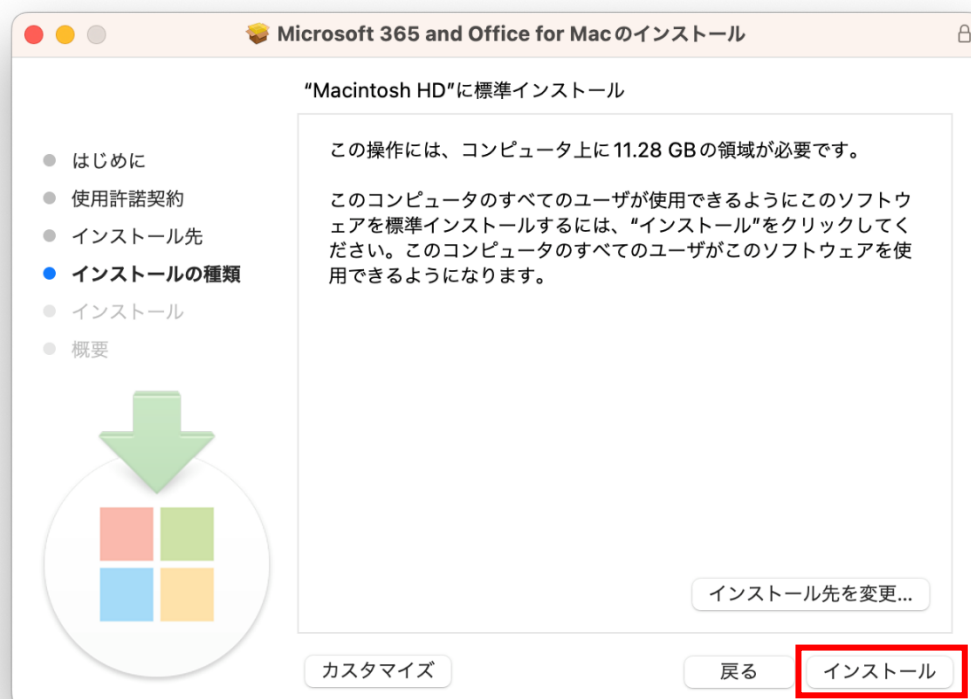 Microsoft 365 and Office for Macのインストール
“Macintosh HD”に標準インストール
はじめに
使用許諾契約
インストール先
インストールの種類
インストール
概要
この操作には、コンピュータ上に11.28 GBの領域が必要です。
このコンピュータのすべてのユーザが使用できるようにこのソフトウ
ェアを標準インストールするには、“インストール”をクリックしてく
ださい。このコンピュータのすべてのユーザがこのソフトウェアを使
用できるようになります。
インストール先を変更...
カスタマイズ
戻る
インストール